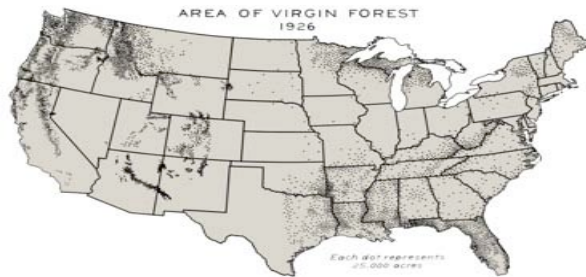 AREA OF VIRGIN FOREST
1926
Each dot represents
25,000 acres